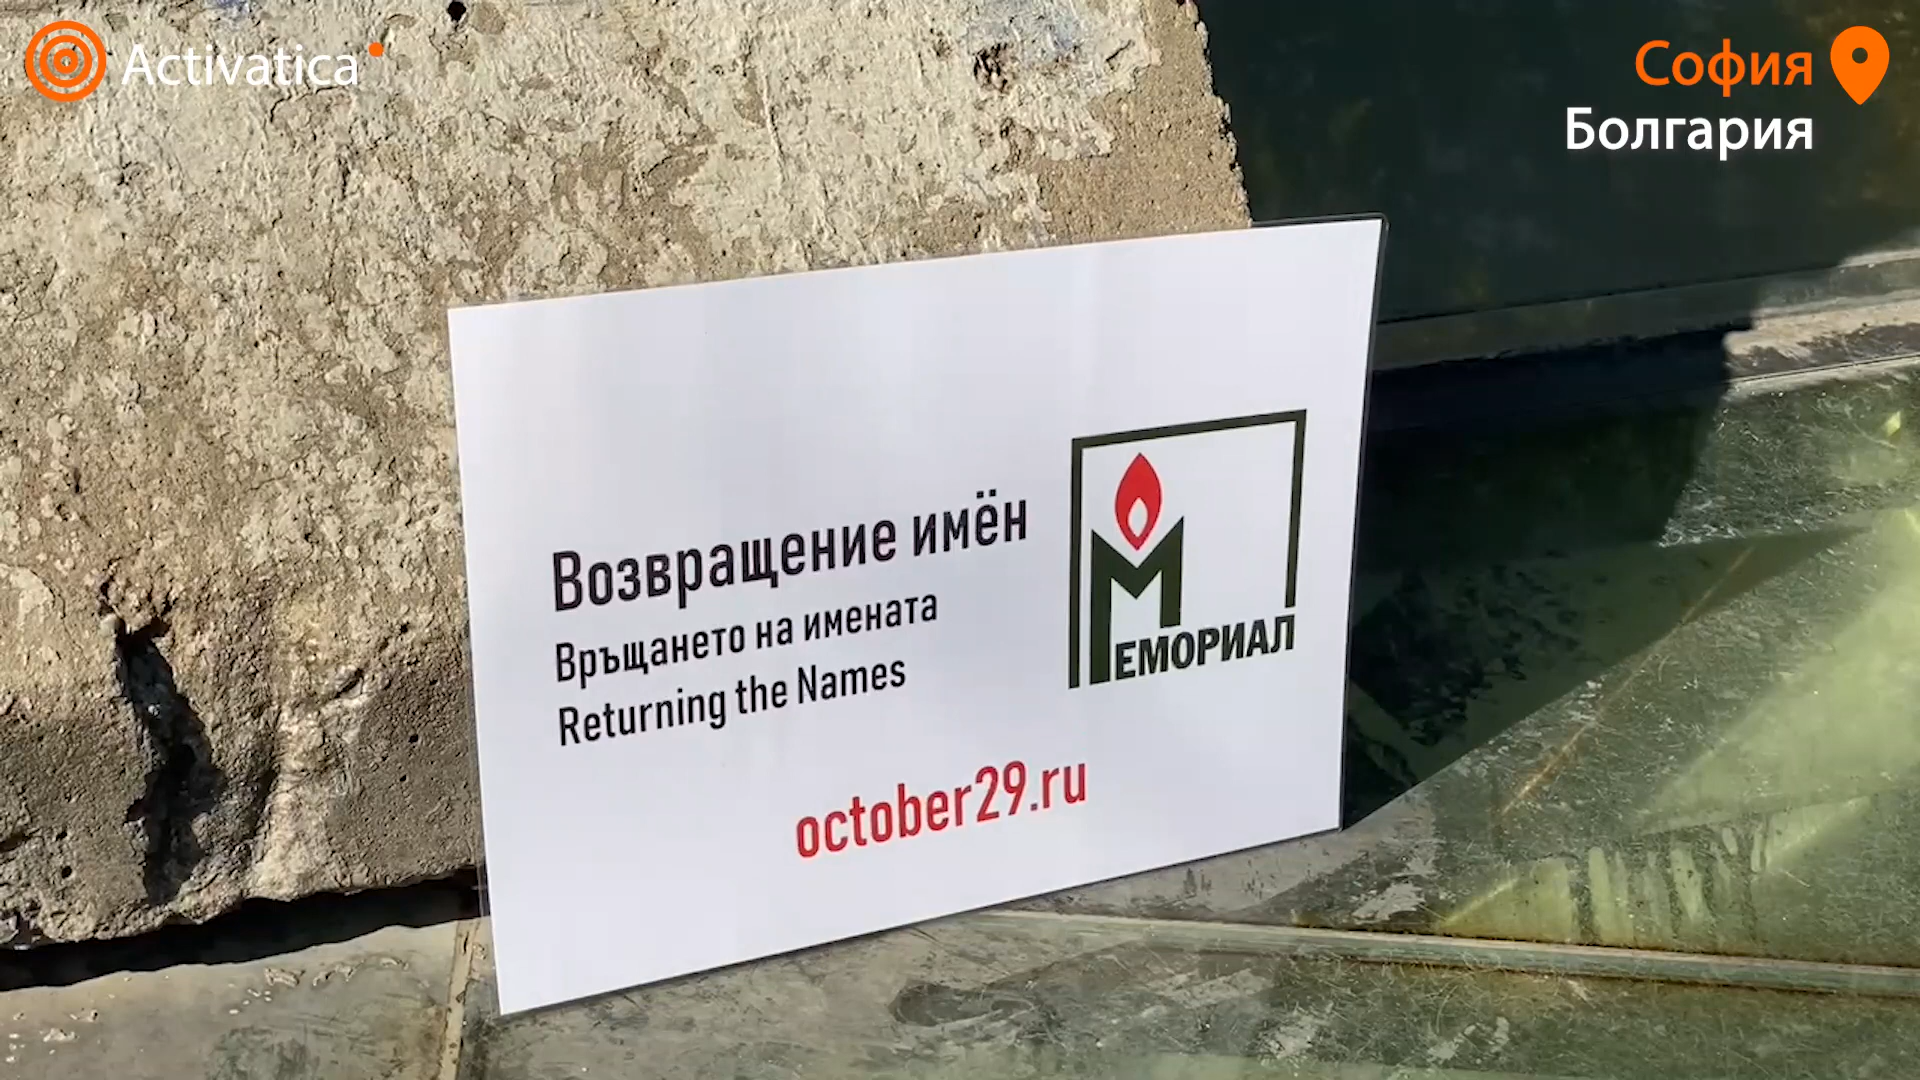 Activatica
София
Болгария
Возвращение имён
Връщането на имената
Returning the Names
МЕМОРИАЛ
october29.ru